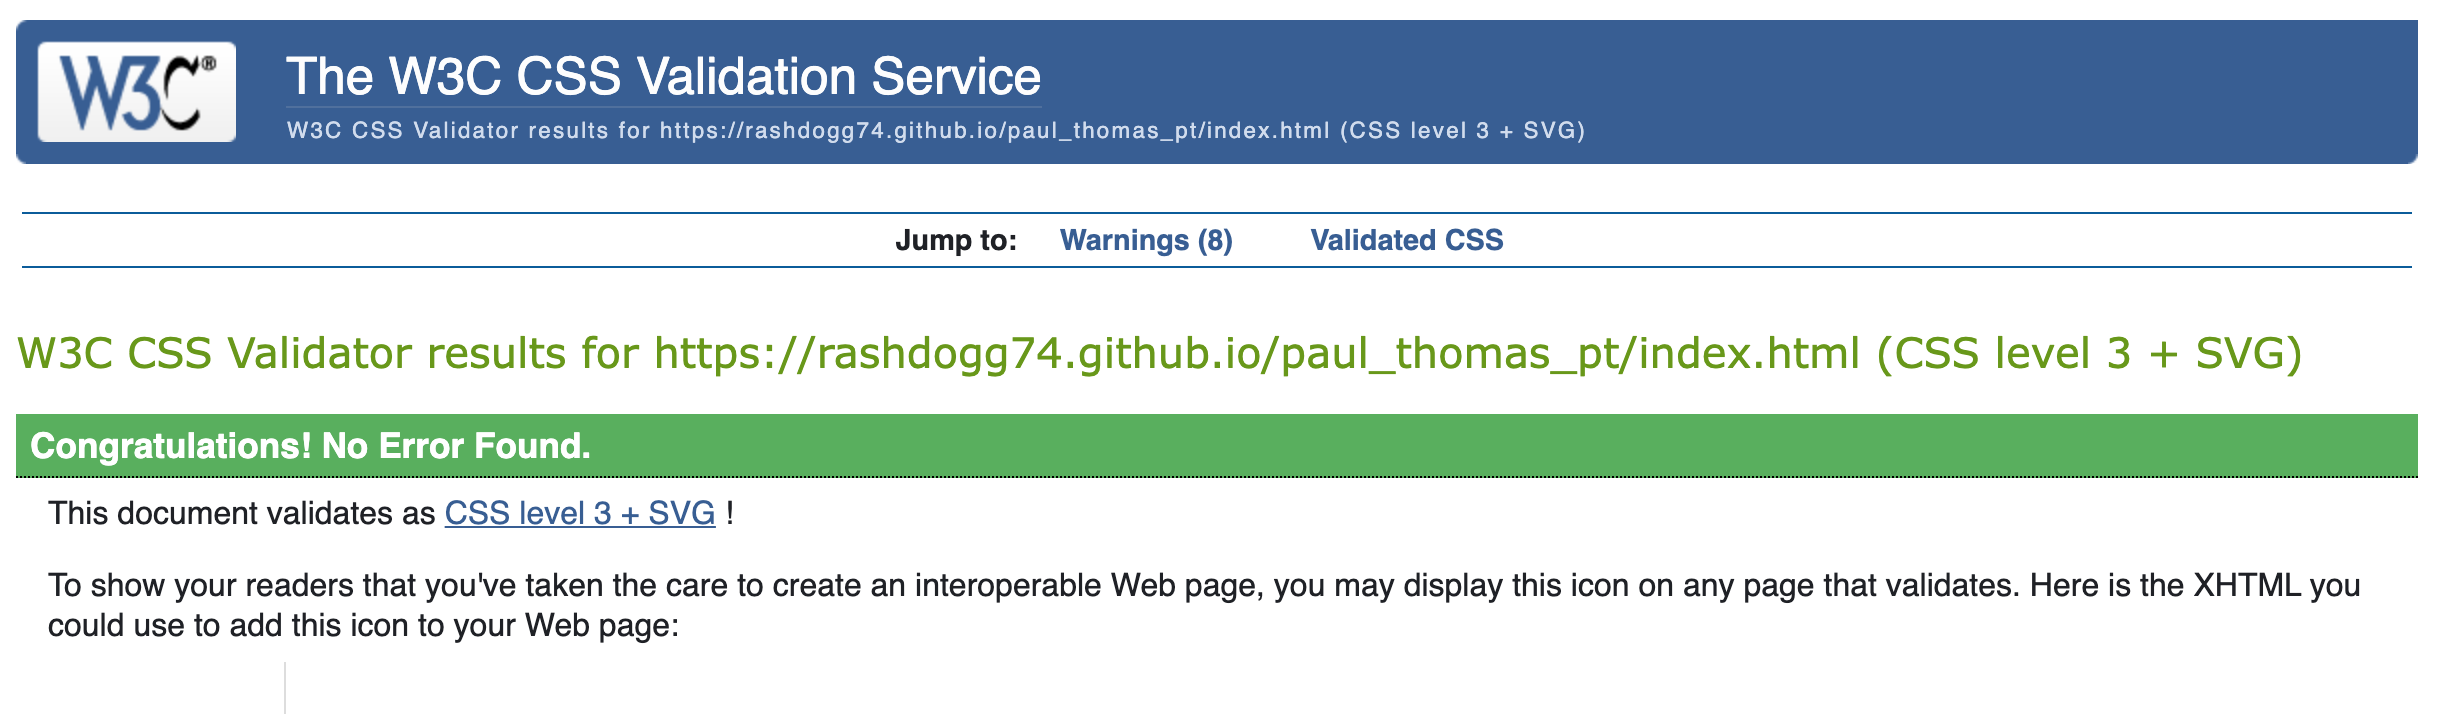 W3C®
The W3C CSS Validation Service
W3C CSS Validator results for https://rashdogg74.github.io/paul_thomas_pt/index.html (CSS level 3 + SVG)
Jump to: Warnings (8) Validated CSS
W3C CSS Validator results for https://rashdogg74.github.io/paul_thomas_pt/index.html (CSS level 3 + SVG)
Congratulations! No Error Found.
This document validates as CSS level 3 + SVG !
To show your readers that you've taken the care to create an interoperable Web page, you may display this icon on any page that validates. Here is the XHTML you
could use to add this icon to your Web page: